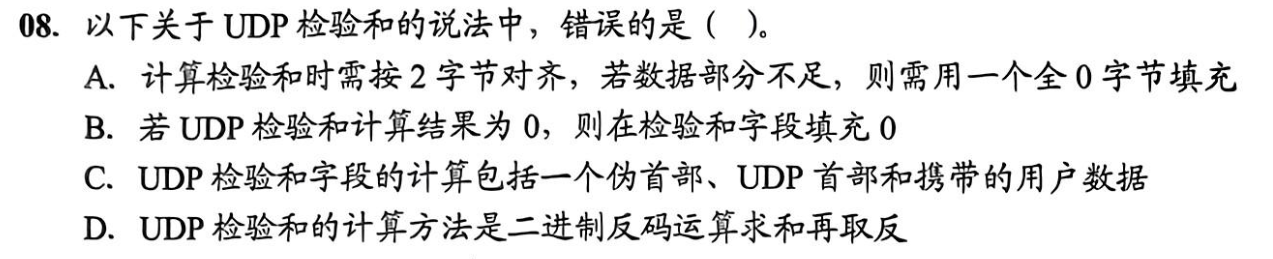 08. 以下关于 UDP 检验和的说法中，错误的是（ ）。
A. 计算检验和时需按 2 字节对齐，若数据部分不足，则需用一个全 0 字节填充
B. 若 UDP 检验和计算结果为 0，则在检验和字段填充 0
C. UDP 检验和字段的计算包括一个伪首部、UDP 首部和携带的用户数据
D. UDP 检验和的计算方法是二进制反码运算求和再取反